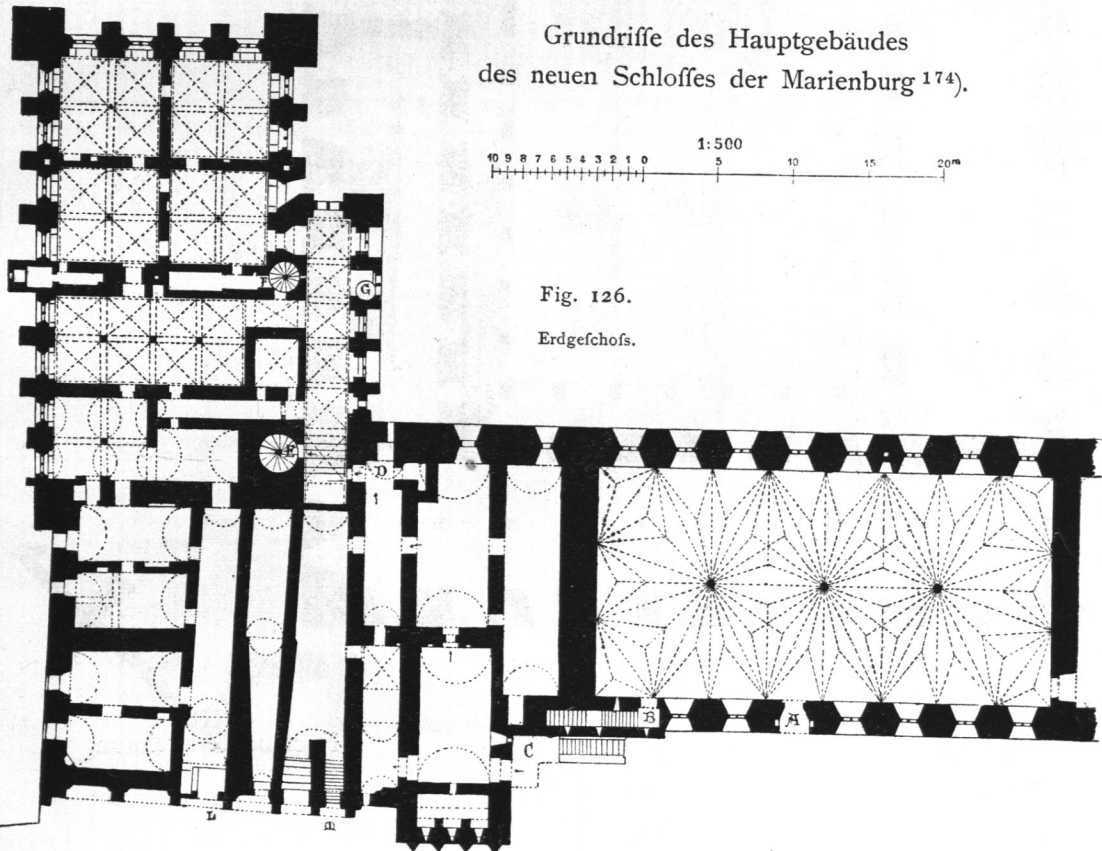 Grundriſſe des Hauptgebäudes
des neuen Schloſſes der Marienburg 174).
1:500
10 9 8 7 6 5 4 3 2 1 0 5 10 15 20m
Fig. 126.
Erdgeſchoſs.
F
G
E
D
B
A
C
L
M